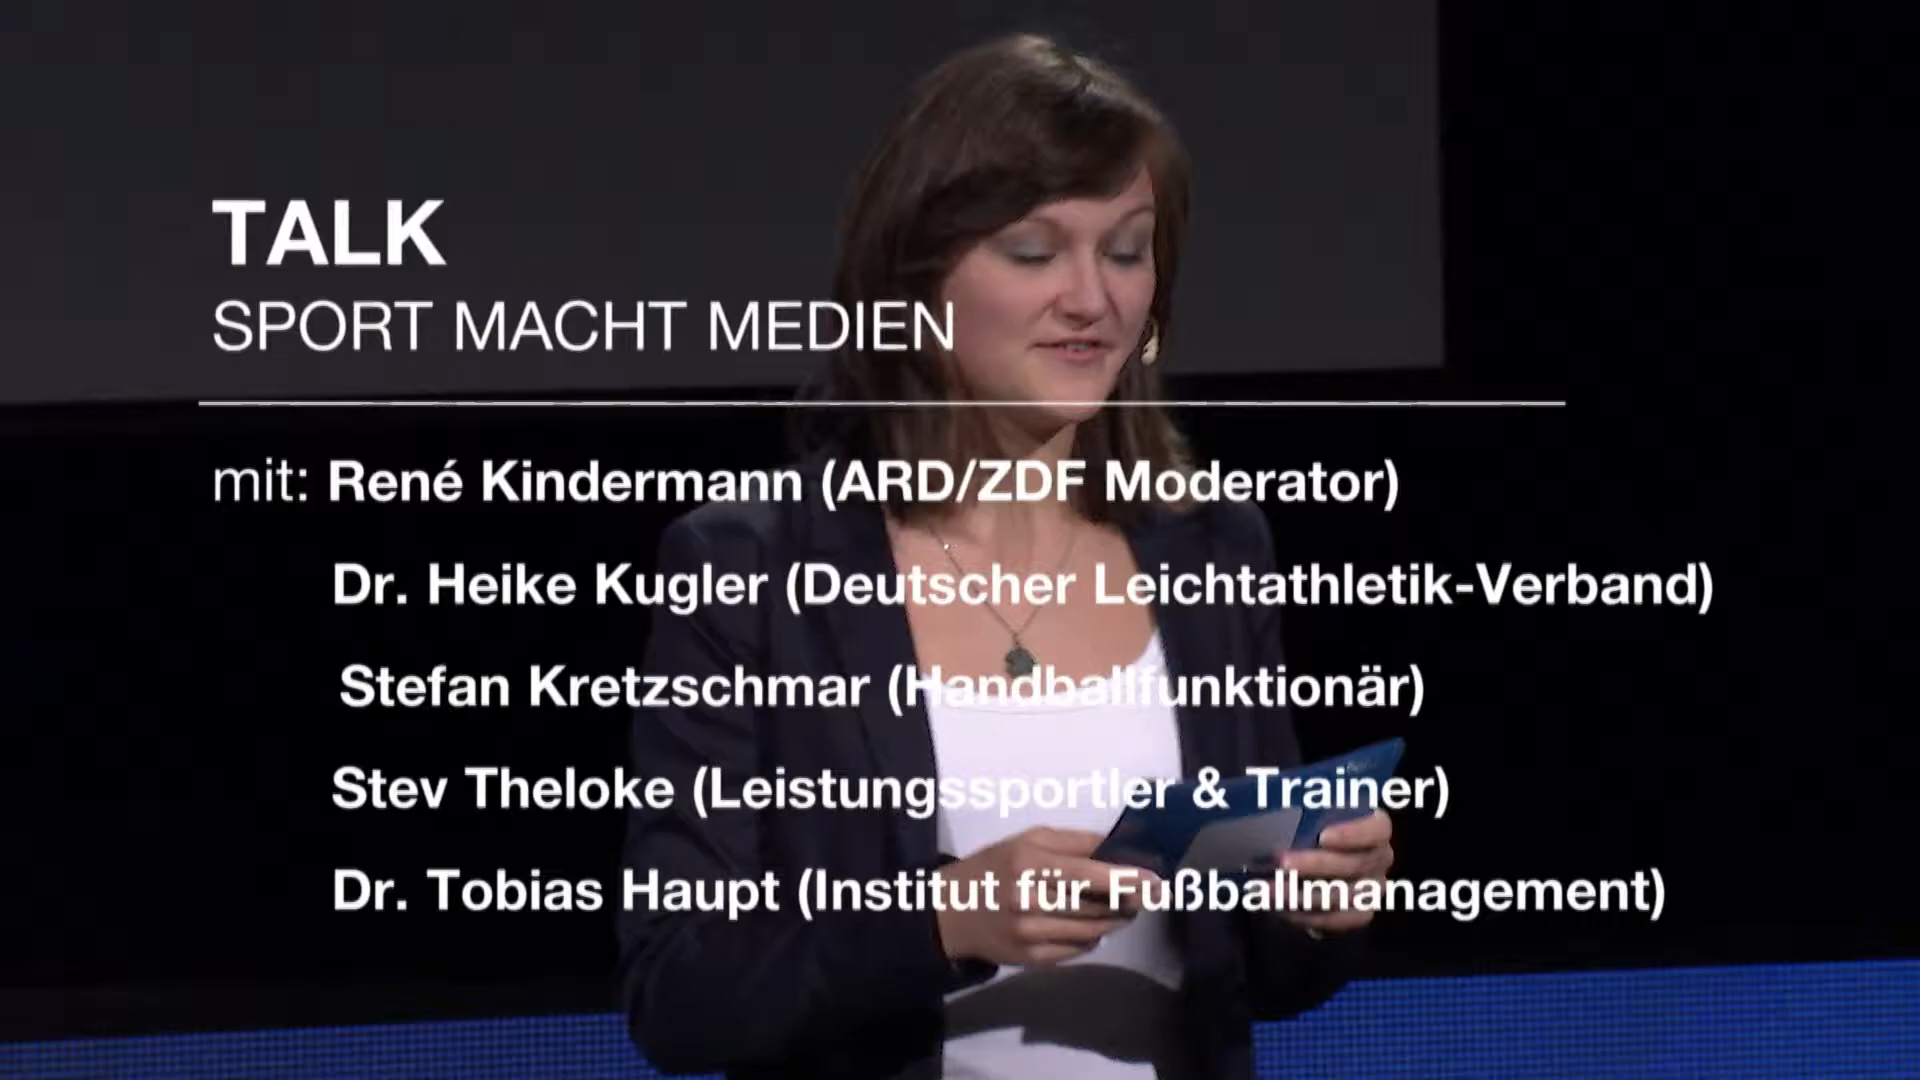 TALK
SPORT MACHT MEDIEN
mit: René Kindermann (ARD/ZDF Moderator)
Dr. Heike Kugler (Deutscher Leichtathletik-Verband)
Stefan Kretzschmar (Handballfunktionär)
Stev Theloke (Leistungssportler & Trainer)
Dr. Tobias Haupt (Institut für Fußballmanagement)